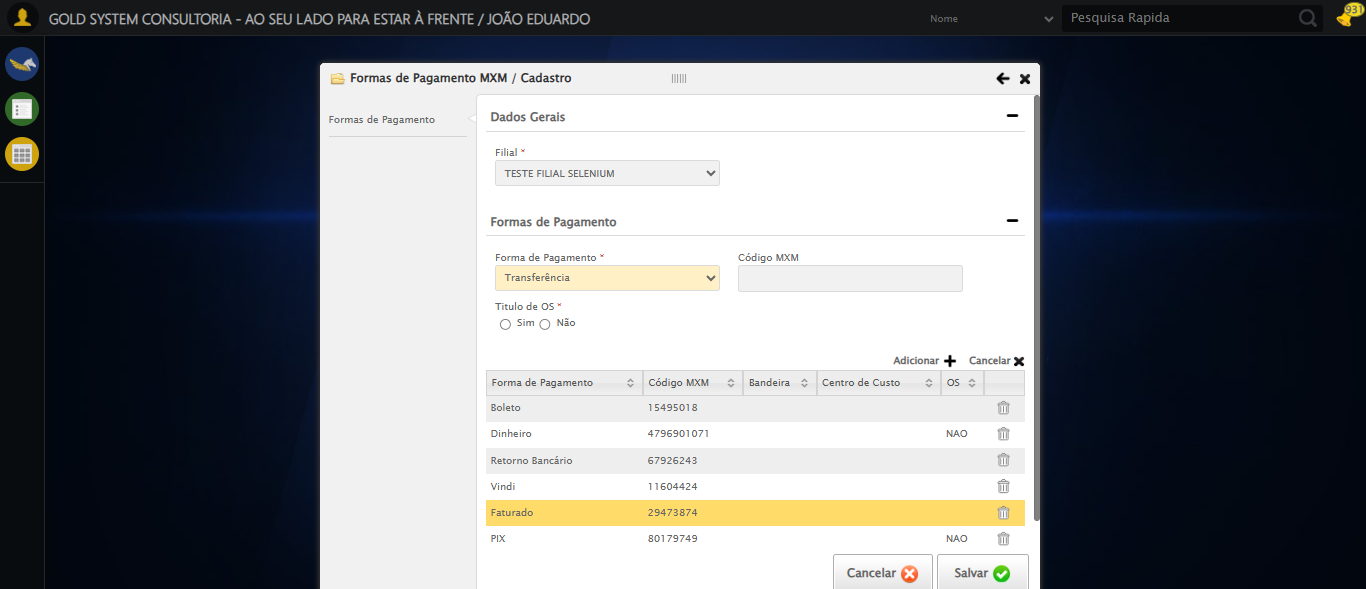 GOLD SYSTEM CONSULTORIA - AO SEU LADO PARA ESTAR À FRENTE / JOÃO EDUARDO
Nome
Pesquisa Rapida
931
Formas de Pagamento MXM / Cadastro
Formas de Pagamento
Dados Gerais
Filial *
TESTE FILIAL SELENIUM
Formas de Pagamento
Forma de Pagamento * Código MXM
Transferência
Titulo de OS *
Sim Não
Adicionar Cancelar
Forma de Pagamento Código MXM Bandeira Centro de Custo OS
Boleto 15495018
Dinheiro 4796901071 NAO
Retorno Bancário 67926243
Vindi 11604424
Faturado 29473874
PIX 80179749 NAO
Cancelar Salvar